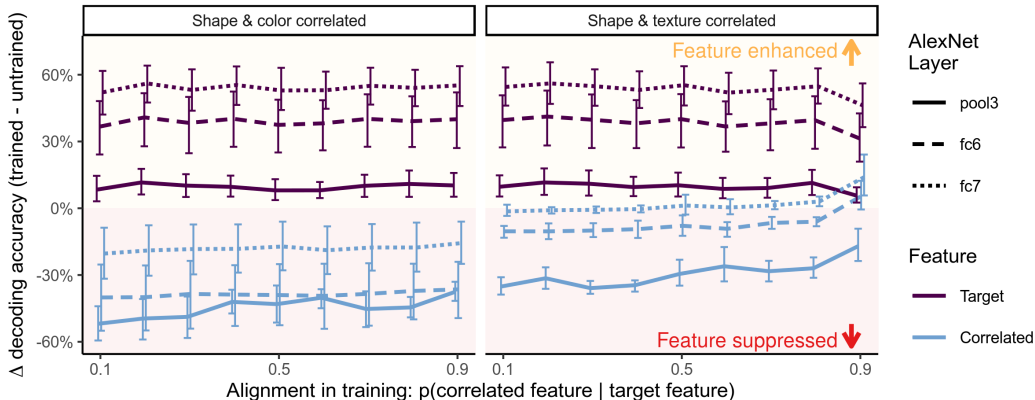 Shape & color correlated
Shape & texture correlated
Δ decoding accuracy (trained - untrained)
60%
30%
0%
-30%
-60%
Feature enhanced
Feature suppressed
0.1
0.5
0.9
0.1
0.5
0.9
Alignment in training: p(correlated feature | target feature)
AlexNet
Layer
pool3
fc6
fc7
Feature
Target
Correlated